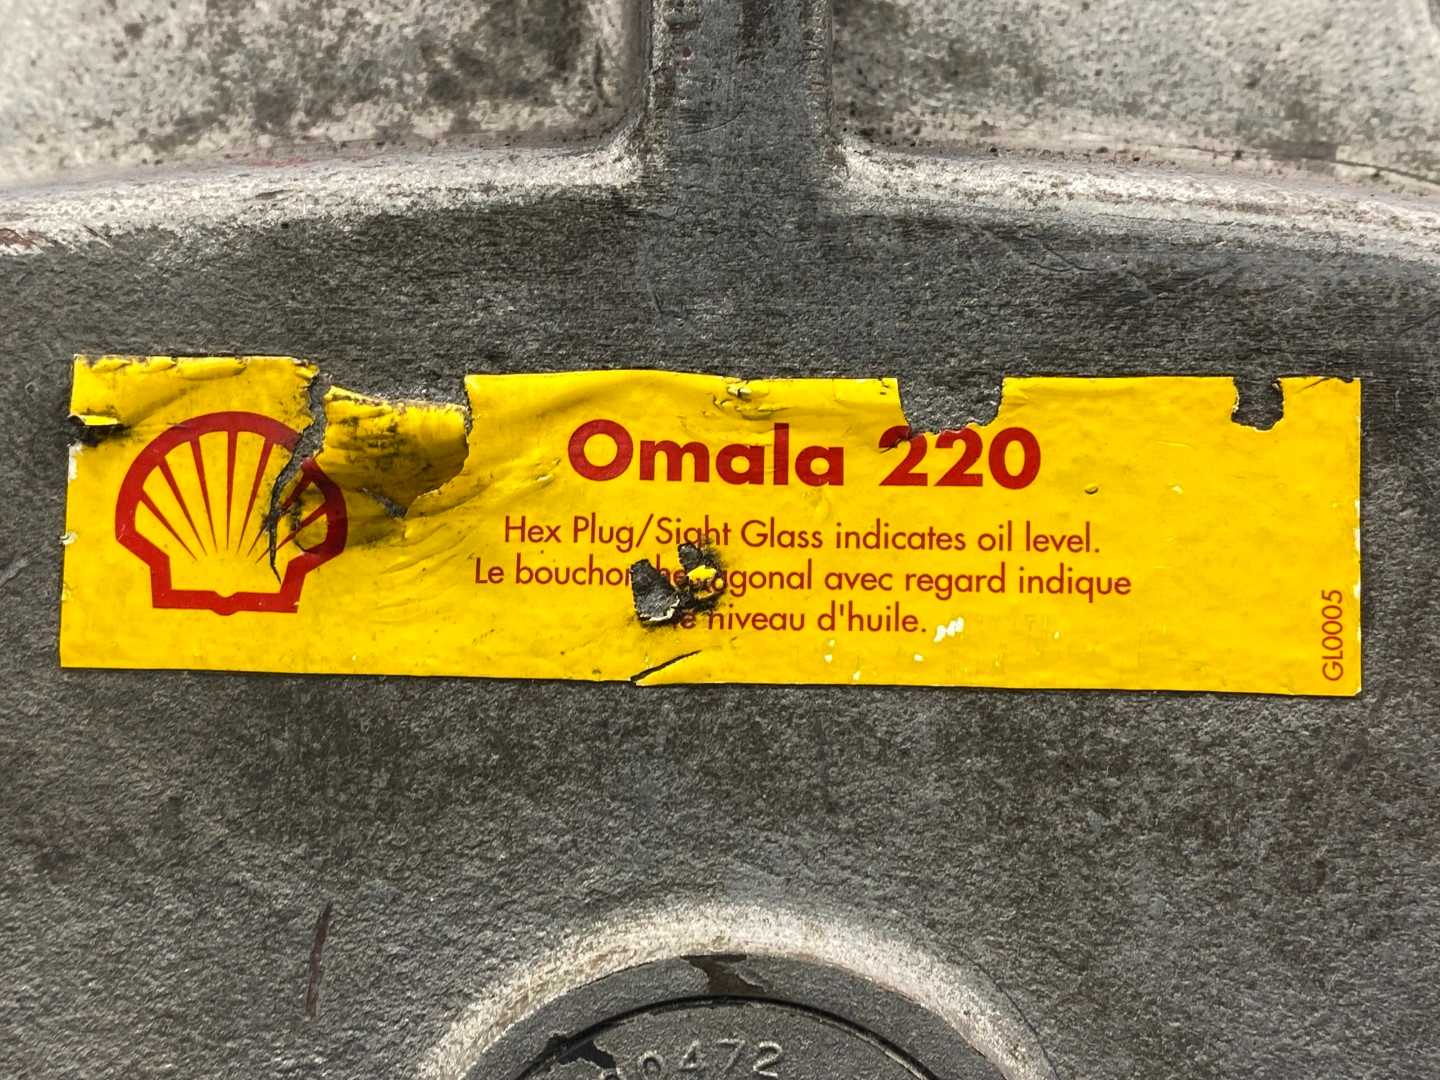 Omala 220
Hex Plug/Sight Glass indicates oil level.
Le bouchon hexagonal avec regard indique
le niveau d'huile.
GL0005
0472